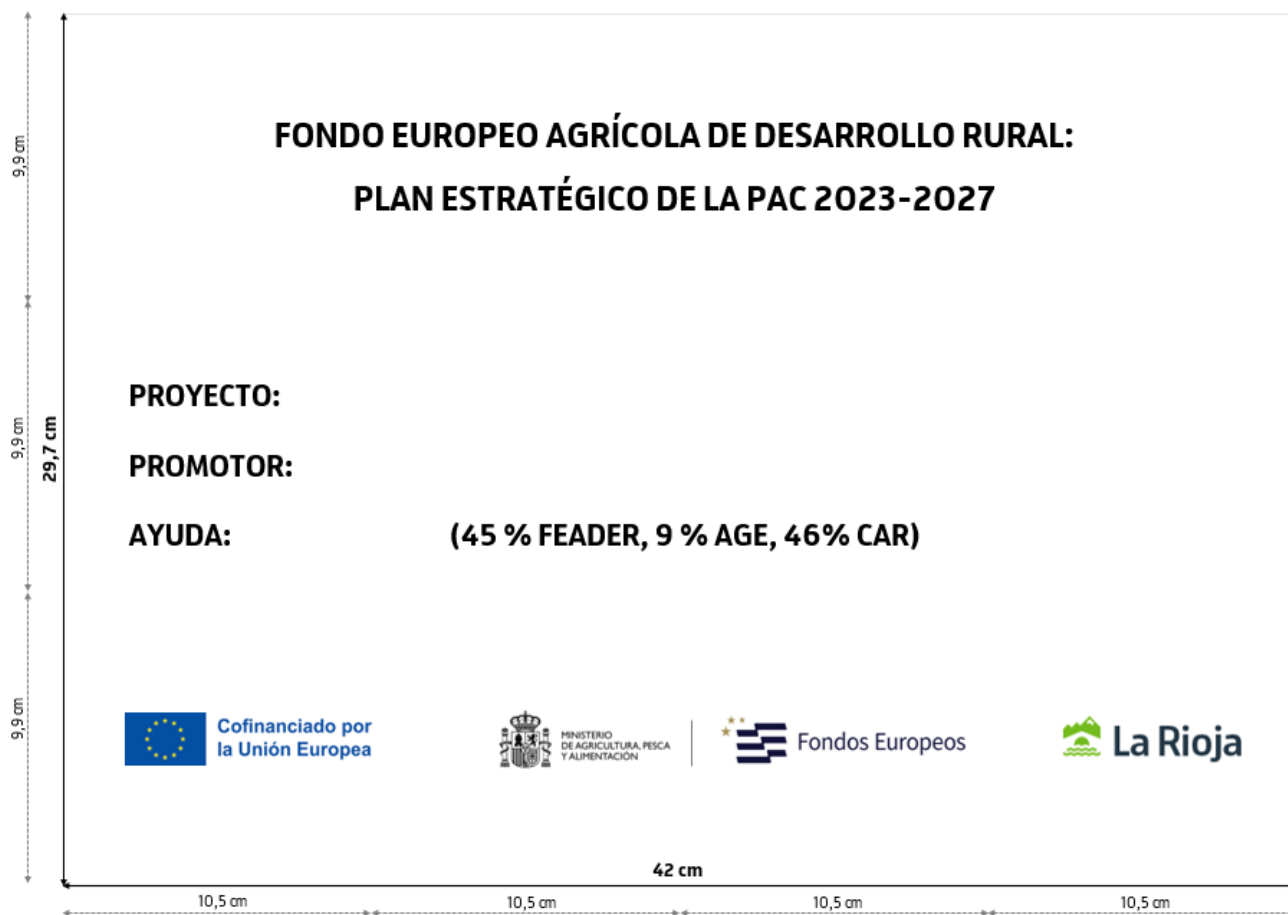 FONDO EUROPEO AGRÍCOLA DE DESARROLLO RURAL:
PLAN ESTRATÉGICO DE LA PAC 2023-2027
9,9 cm
9,9 cm
29,7 cm
9,9 cm
PROYECTO:
PROMOTOR:
AYUDA: (45 % FEADER, 9 % AGE, 46% CAR)
Cofinanciado por
la Unión Europea
MINISTERIO
DE AGRICULTURA, PESCA
Y ALIMENTACIÓN
Fondos Europeos
La Rioja
42 cm
10,5 cm 10,5 cm 10,5 cm 10,5 cm